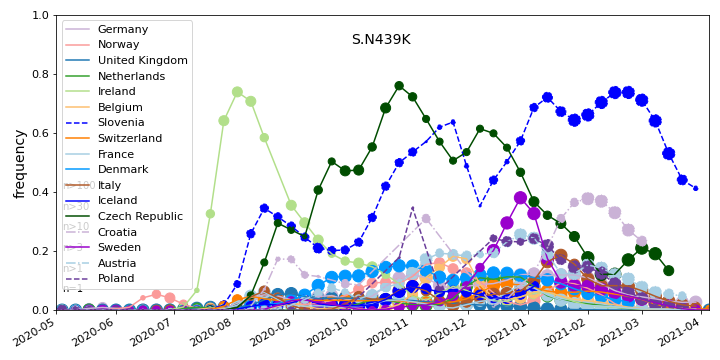 S.N439K
frequency
1.0
0.8
0.6
0.4
0.2
0.0
Germany
Norway
United Kingdom
Netherlands
Ireland
Belgium
Slovenia
Switzerland
France
Denmark
Italy
Iceland
Czech Republic
Croatia
Sweden
Austria
Poland
n>100
n>10
n>1
n=1
2020-05
2020-06
2020-07
2020-08
2020-09
2020-10
2020-11
2020-12
2021-01
2021-02
2021-03
2021-04